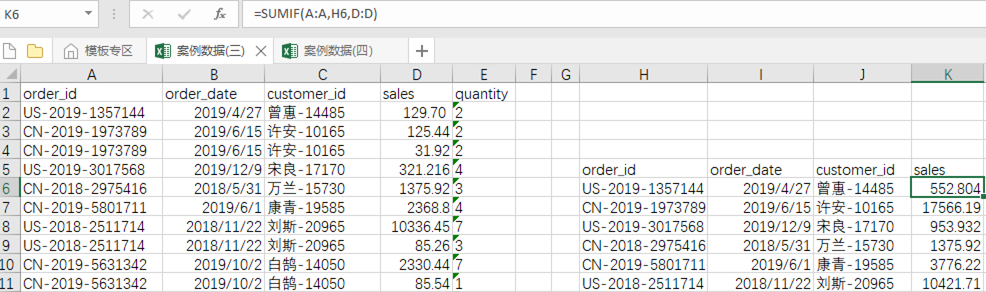 K6 fx =SUMIF(A:A,H6,D:D)
模板专区 案例数据(三) 案例数据(四)
A B C D E F G H I J K
1 order_id order_date customer_id sales quantity
2 US-2019-1357144 2019/4/27 曾惠-14485 129.70 2
3 CN-2019-1973789 2019/6/15 许安-10165 125.44 2
4 CN-2019-1973789 2019/6/15 许安-10165 31.92 2
5 US-2019-3017568 2019/12/9 宋良-17170 321.216 4 order_id order_date customer_id sales
6 CN-2018-2975416 2018/5/31 万兰-15730 1375.92 3 US-2019-1357144 2019/4/27 曾惠-14485 552.804
7 CN-2019-5801711 2019/6/1 康青-19585 2368.8 4 CN-2019-1973789 2019/6/15 许安-10165 17566.19
8 US-2018-2511714 2018/11/22 刘斯-20965 10336.45 7 US-2019-3017568 2019/12/9 宋良-17170 953.932
9 US-2018-2511714 2018/11/22 刘斯-20965 85.26 3 CN-2018-2975416 2018/5/31 万兰-15730 1375.92
10 CN-2019-5631342 2019/10/2 白鹄-14050 2330.44 7 CN-2019-5801711 2019/6/1 康青-19585 3776.22
11 CN-2019-5631342 2019/10/2 白鹄-14050 85.54 1 US-2018-2511714 2018/11/22 刘斯-20965 10421.71